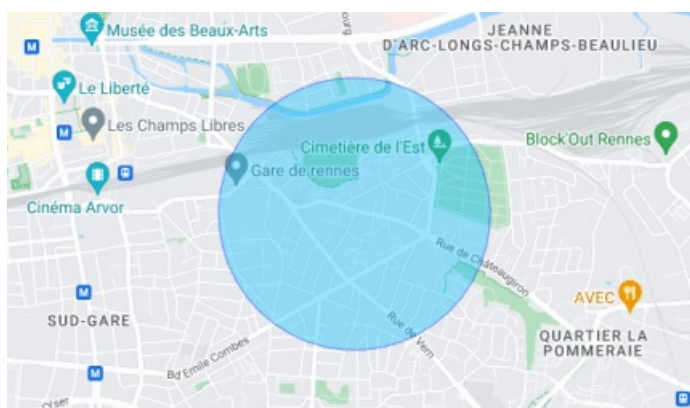 Musée des Beaux-Arts
bourg
JEANNE
D'ARC-LONGS-CHAMPS-BEAULIEU
M
Le Liberté
M
Les Champs Libres
Cimetière de l'Est
Block'Out Rennes
Gare de rennes
Cinéma Arvor
Rue de Châteaugiron
M
AVEC
SUD-GARE
Rue de Vern
QUARTIER LA
POMMERAIE
Bd Emile Combes
M